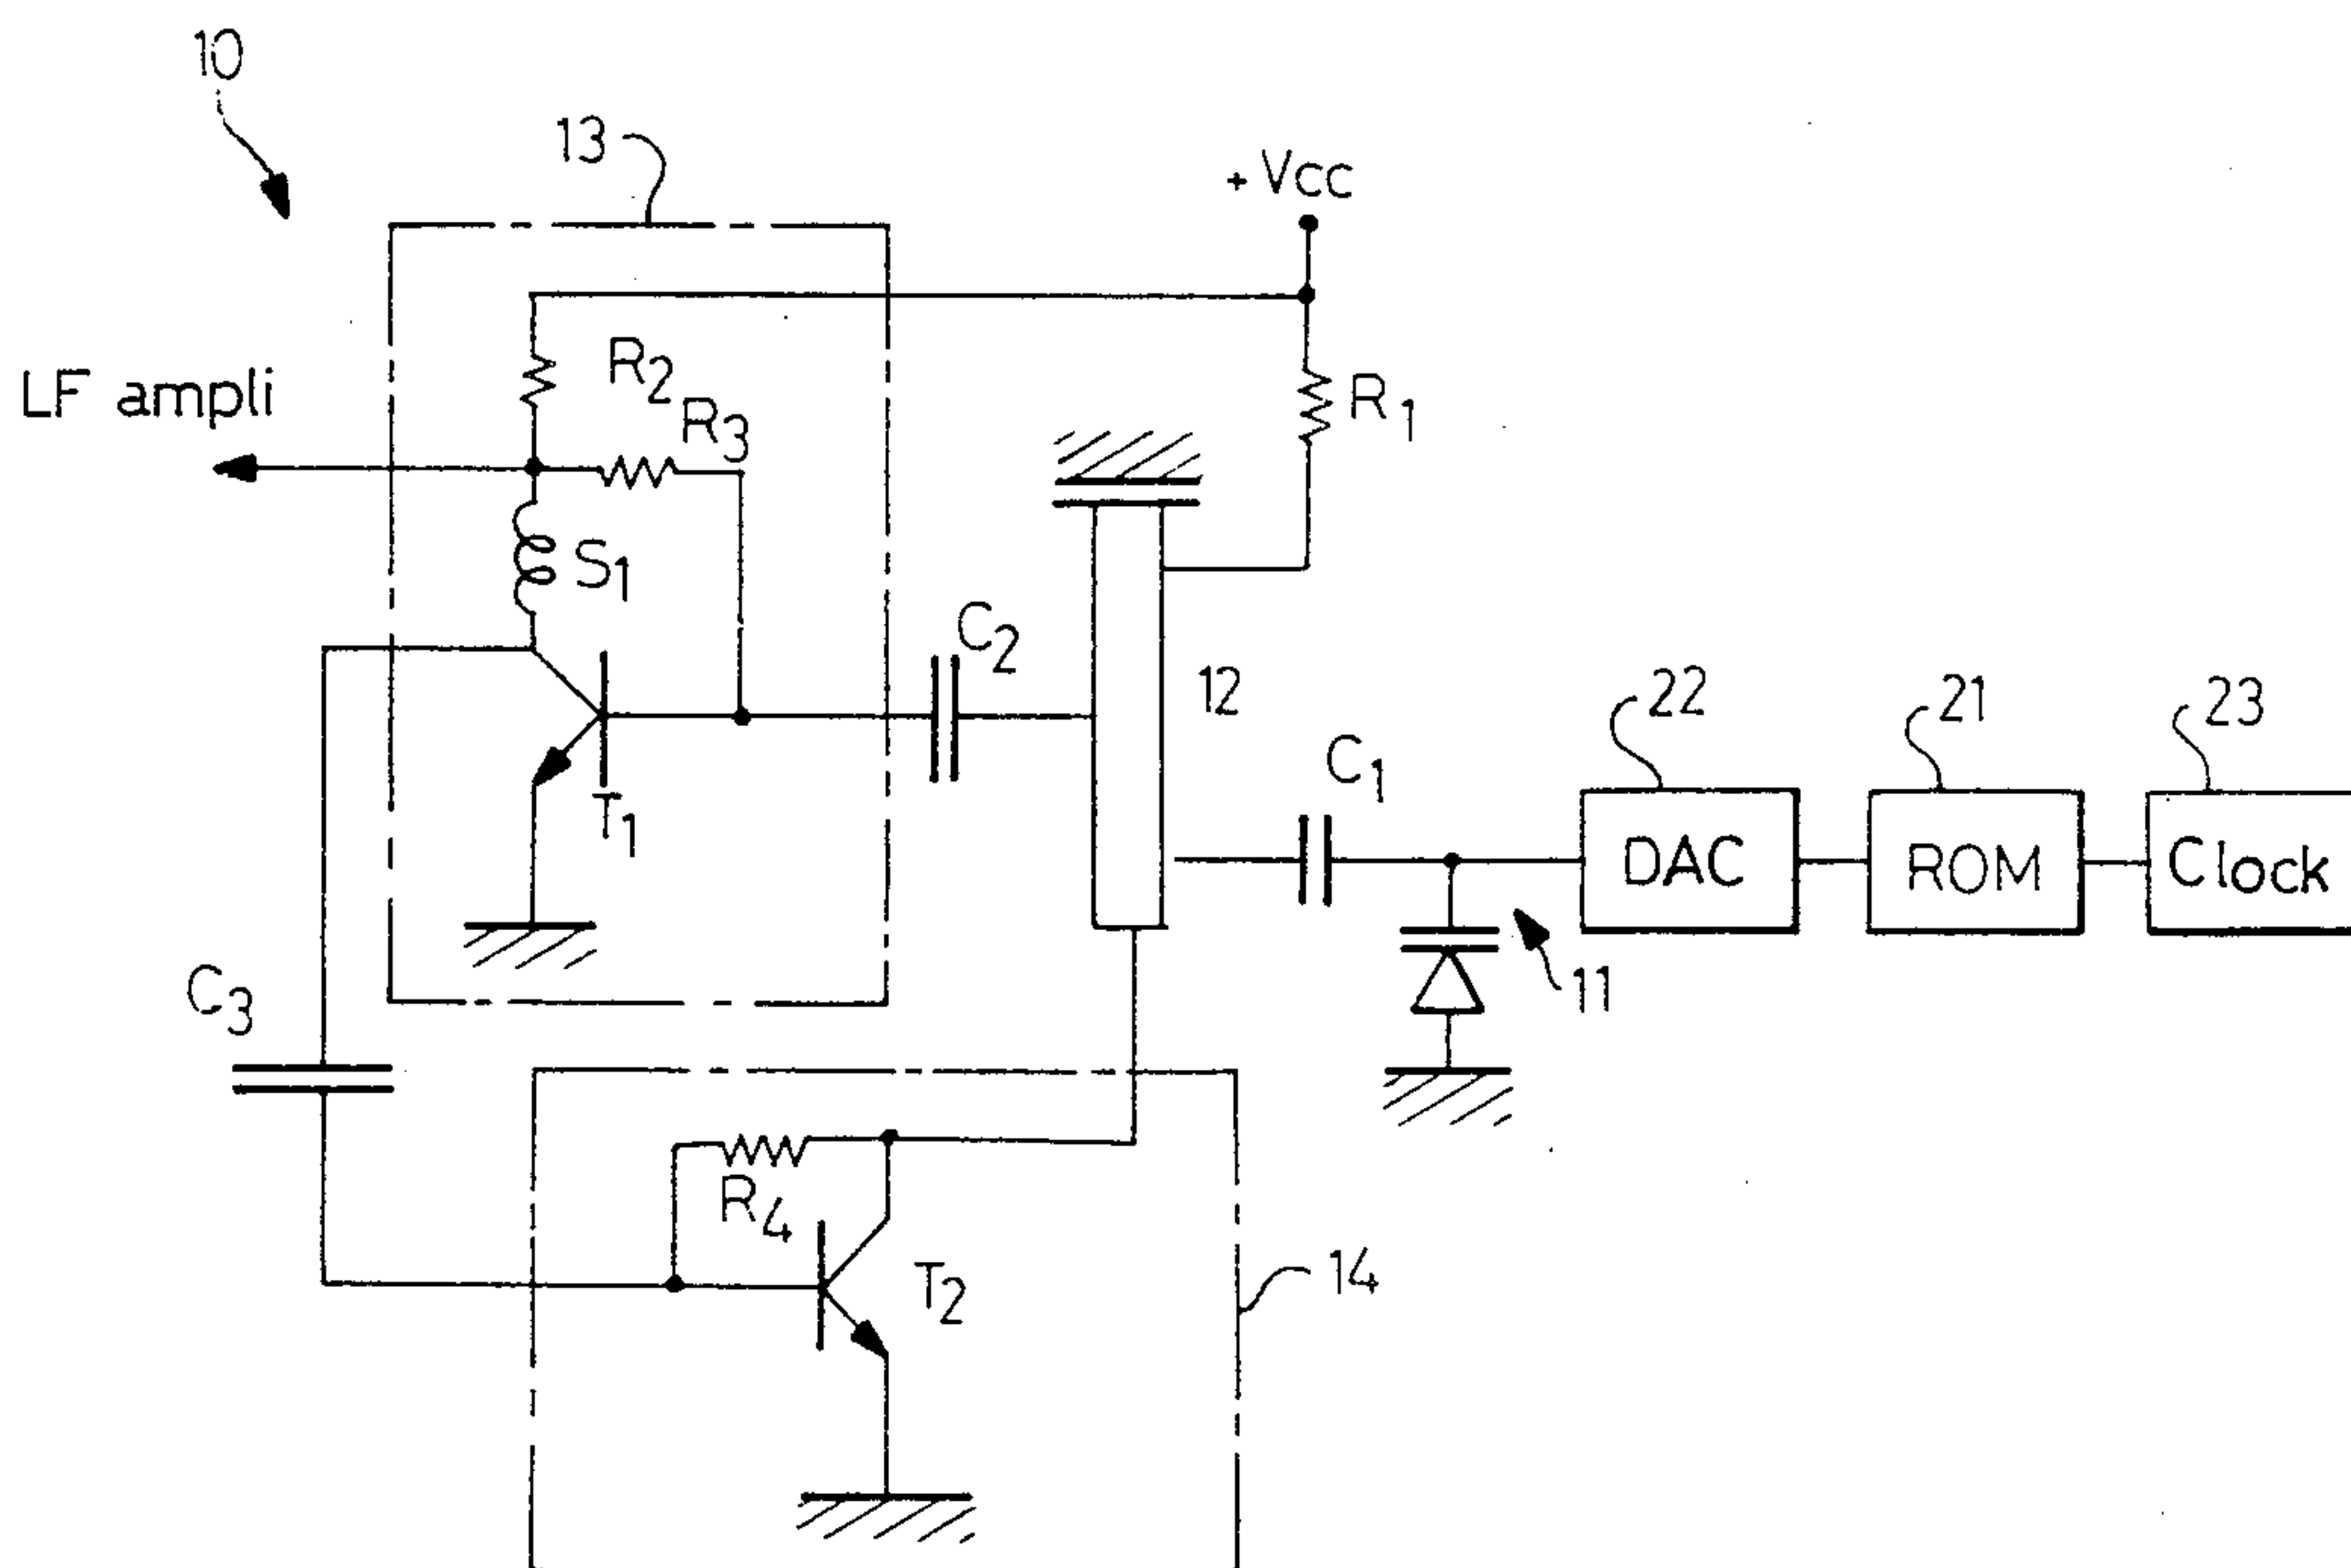 10
13
+ Vcc
LF ampli
R2
R3
R1
S1
C2
12
22
21
23
C1
T1
DAC
ROM
Clock
11
C3
R4
T2
14